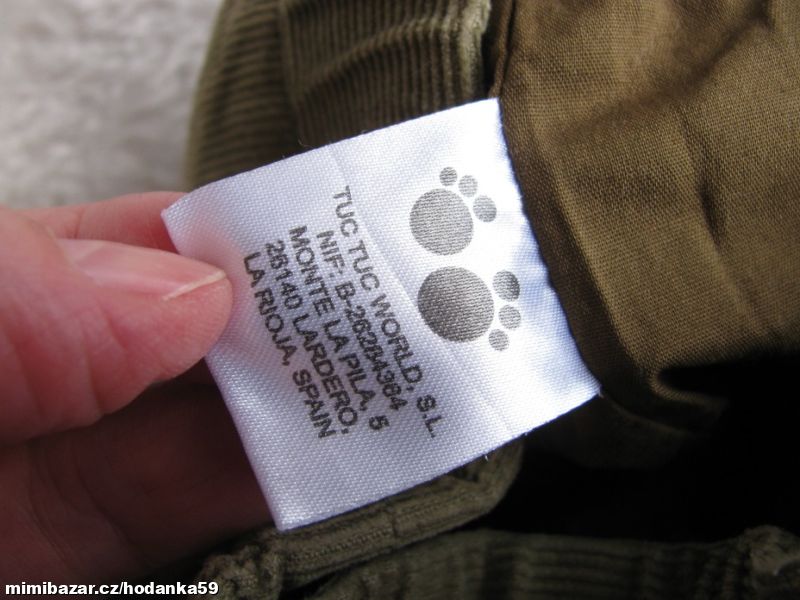 TUC TUC WORLD, S.L.
NIF: B-26284364
MONTE LA PILA, 5
26140 LARDERO,
LA RIOJA, SPAIN
mimibazar.cz/hodanka59